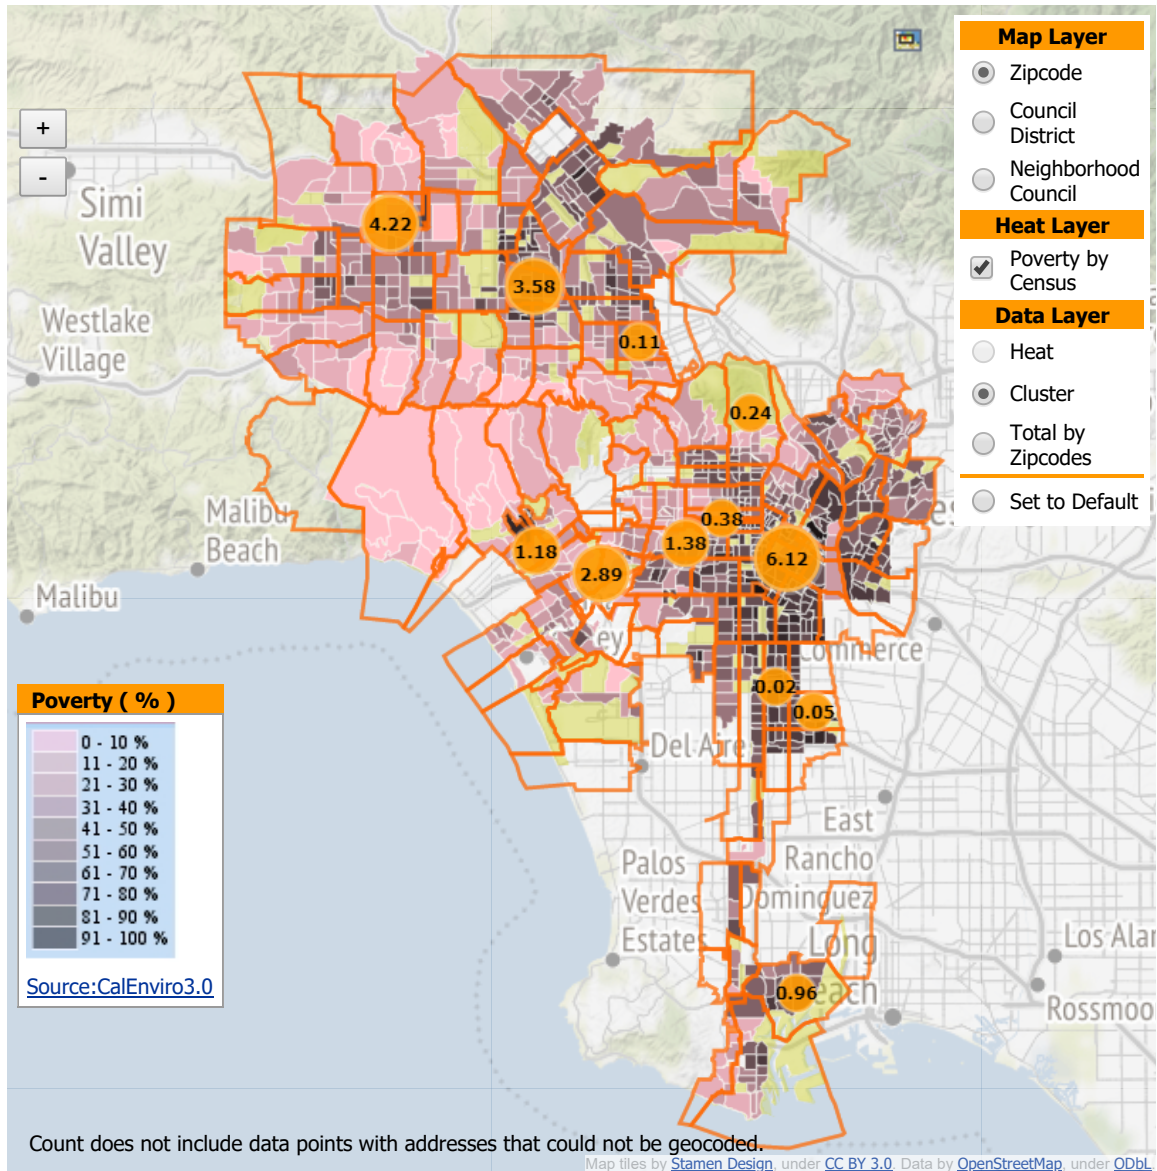 Map Layer
Zipcode
Council
District
Neighborhood
Council
Heat Layer
Poverty by
Census
Data Layer
Heat
Cluster
Total by
Zipcodes
Set to Default
+
-
Simi
Valley
Westlake
Village
Malibu
Beach
Malibu
4.22
3.58
0.11
0.24
0.38
1.38
6.12
1.18
2.89
ey
Commerce
0.02
0.05
Del Aire
East
Rancho
Dominguez
Palos
Verdes
Estates
Long
each
0.96
Los Alar
Rossmoo
Poverty ( % )
0 - 10 %
11 - 20 %
21 - 30 %
31 - 40 %
41 - 50 %
51 - 60 %
61 - 70 %
71 - 80 %
81 - 90 %
91 - 100 %
Source:CalEnviro3.0
Count does not include data points with addresses that could not be geocoded.
Map tiles by Stamen Design, under CC BY 3.0. Data by OpenStreetMap, under ODbL